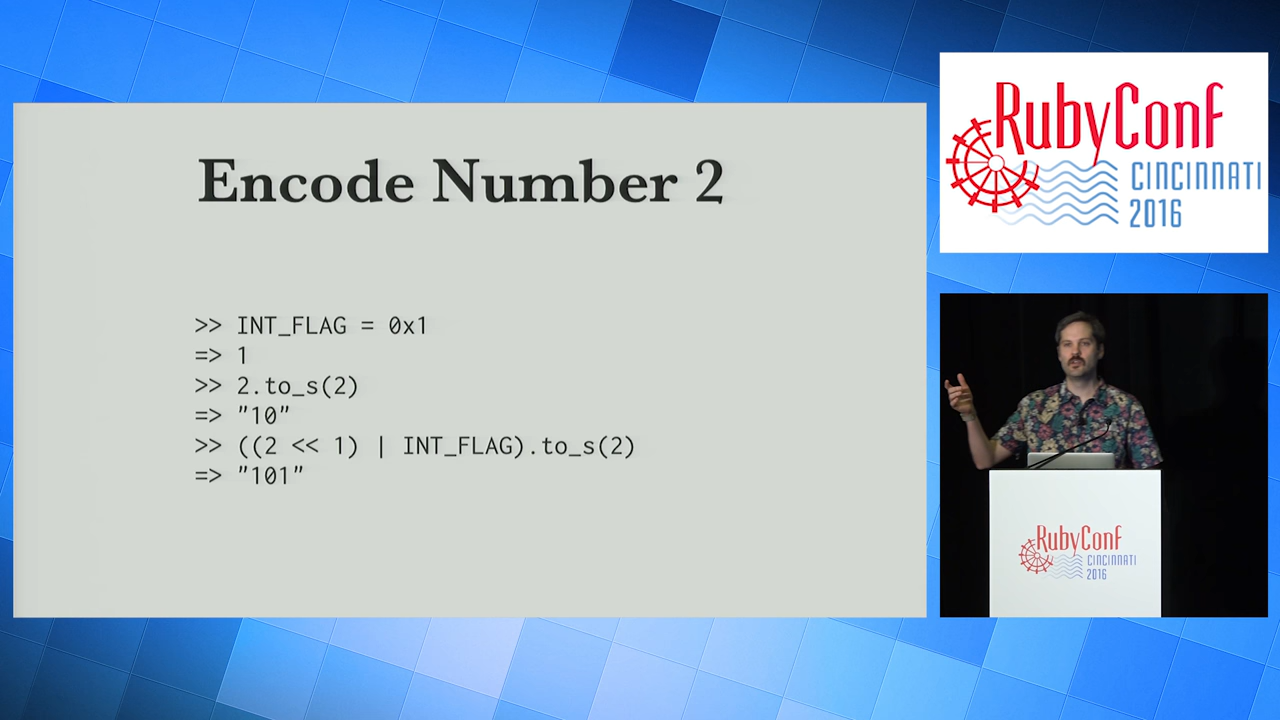 Encode Number 2
>> INT_FLAG = 0x1
=> 1
>> 2.to_s(2)
=> "10"
>> ((2 << 1) | INT_FLAG).to_s(2)
=> "101"
RubyConf
CINCINNATI
2016
RubyConf
CINCINNATI
2016